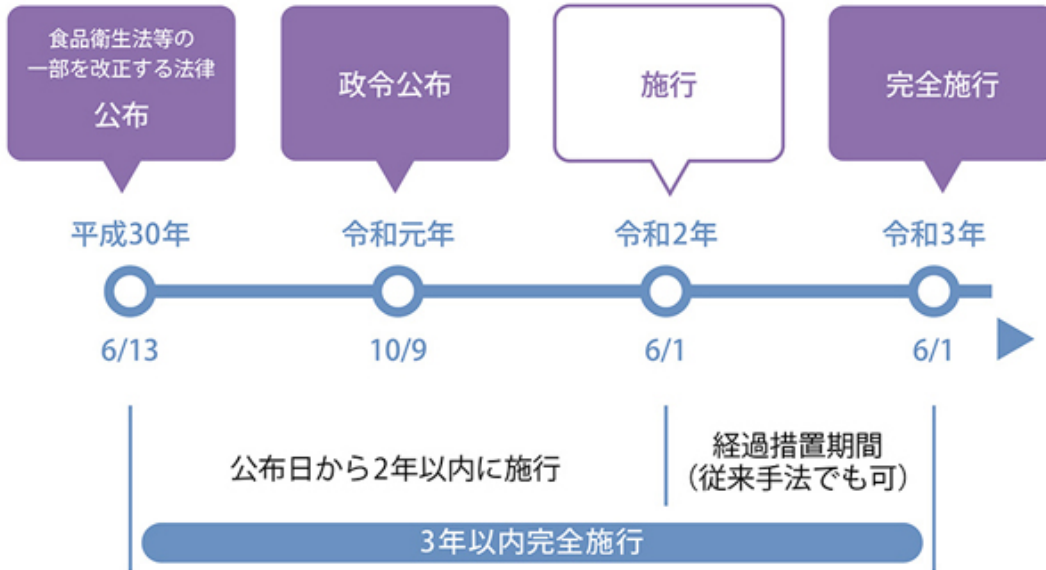 食品衛生法等の
一部を改正する法律
公布
政令公布
施行
完全施行
平成30年
令和元年
令和2年
令和3年
6/13
10/9
6/1
6/1
公布日から2年以内に施行
経過措置期間
（従来手法でも可）
3年以内完全施行